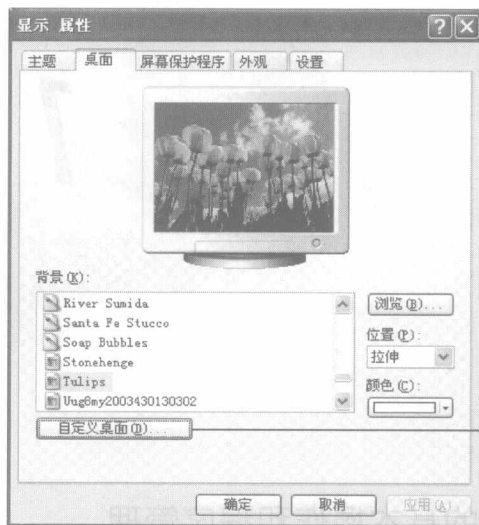 显示 属性
主题 桌面 屏幕保护程序 外观 设置
背景(K):
River Sumida
Santa Fe Stucco
Soap Bubbles
Stonehenge
Tulips
Uug6my2003430130302
浏览(B)...
位置(P):
拉伸
颜色(C):
自定义桌面(D)...
确定 取消 应用(A)